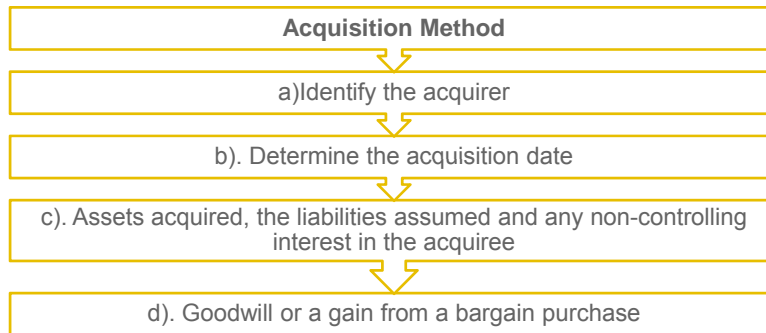 Acquisition Method
a)Identify the acquirer
b). Determine the acquisition date
c). Assets acquired, the liabilities assumed and any non-controlling
interest in the acquiree
d). Goodwill or a gain from a bargain purchase